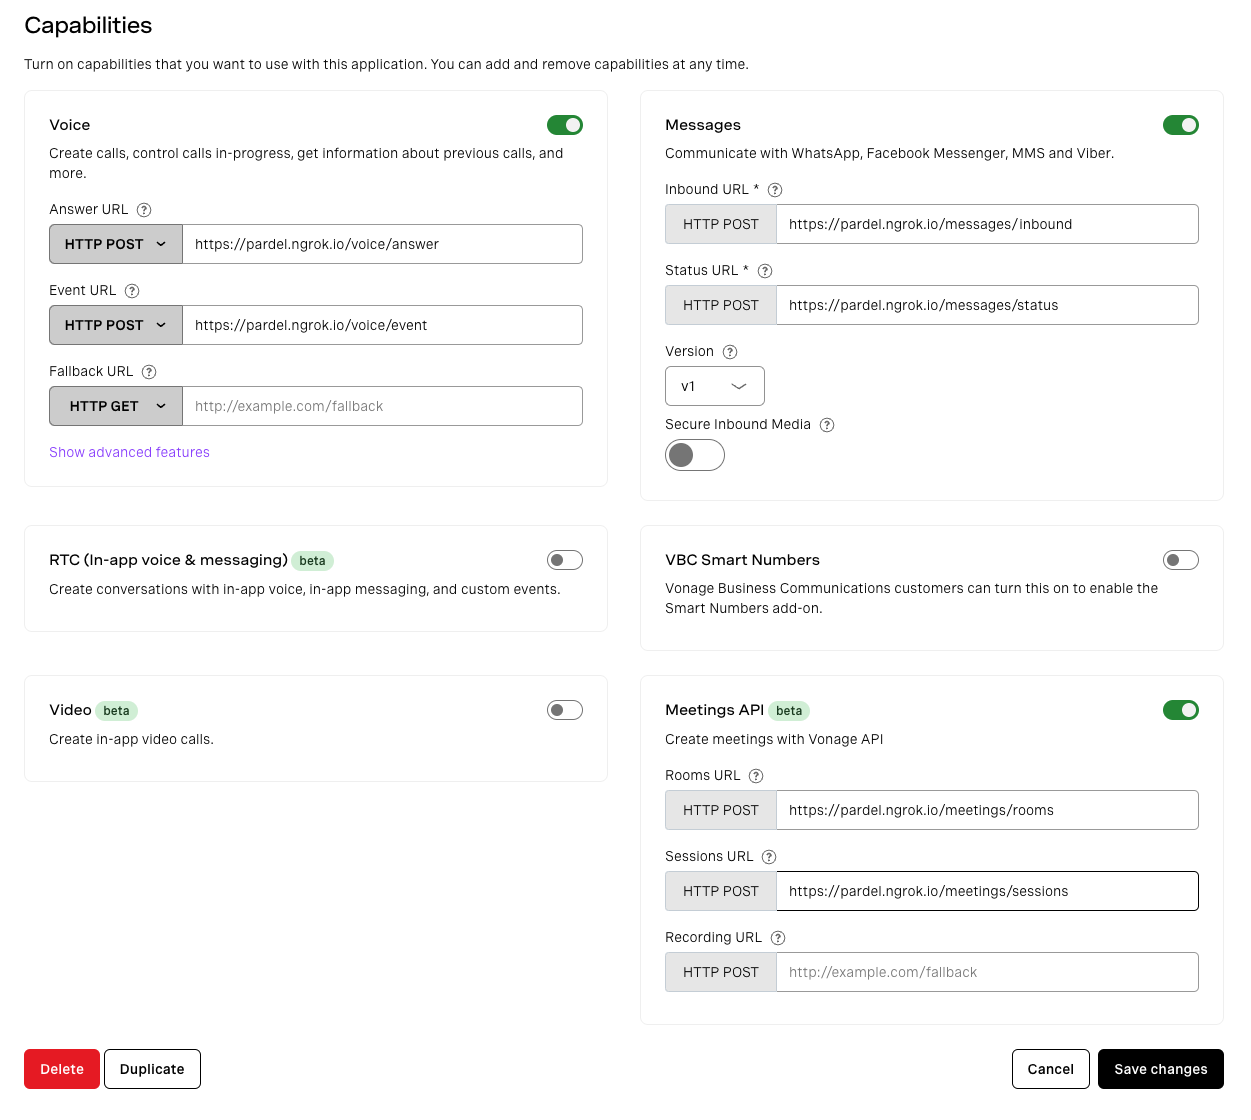 Capabilities
Turn on capabilities that you want to use with this application. You can add and remove capabilities at any time.
Voice
Create calls, control calls in-progress, get information about previous calls, and
more.
Answer URL ?
HTTP POST https://pardel.ngrok.io/voice/answer
Event URL ?
HTTP POST https://pardel.ngrok.io/voice/event
Fallback URL ?
HTTP GET http://example.com/fallback
Show advanced features
Messages
Communicate with WhatsApp, Facebook Messenger, MMS and Viber.
Inbound URL * ?
HTTP POST https://pardel.ngrok.io/messages/inbound
Status URL * ?
HTTP POST https://pardel.ngrok.io/messages/status
Version ?
v1
Secure Inbound Media ?
RTC (In-app voice & messaging) beta
Create conversations with in-app voice, in-app messaging, and custom events.
VBC Smart Numbers
Vonage Business Communications customers can turn this on to enable the
Smart Numbers add-on.
Video beta
Create in-app video calls.
Meetings API beta
Create meetings with Vonage API
Rooms URL ?
HTTP POST https://pardel.ngrok.io/meetings/rooms
Sessions URL ?
HTTP POST https://pardel.ngrok.io/meetings/sessions
Recording URL ?
HTTP POST http://example.com/fallback
Delete Duplicate Cancel Save changes